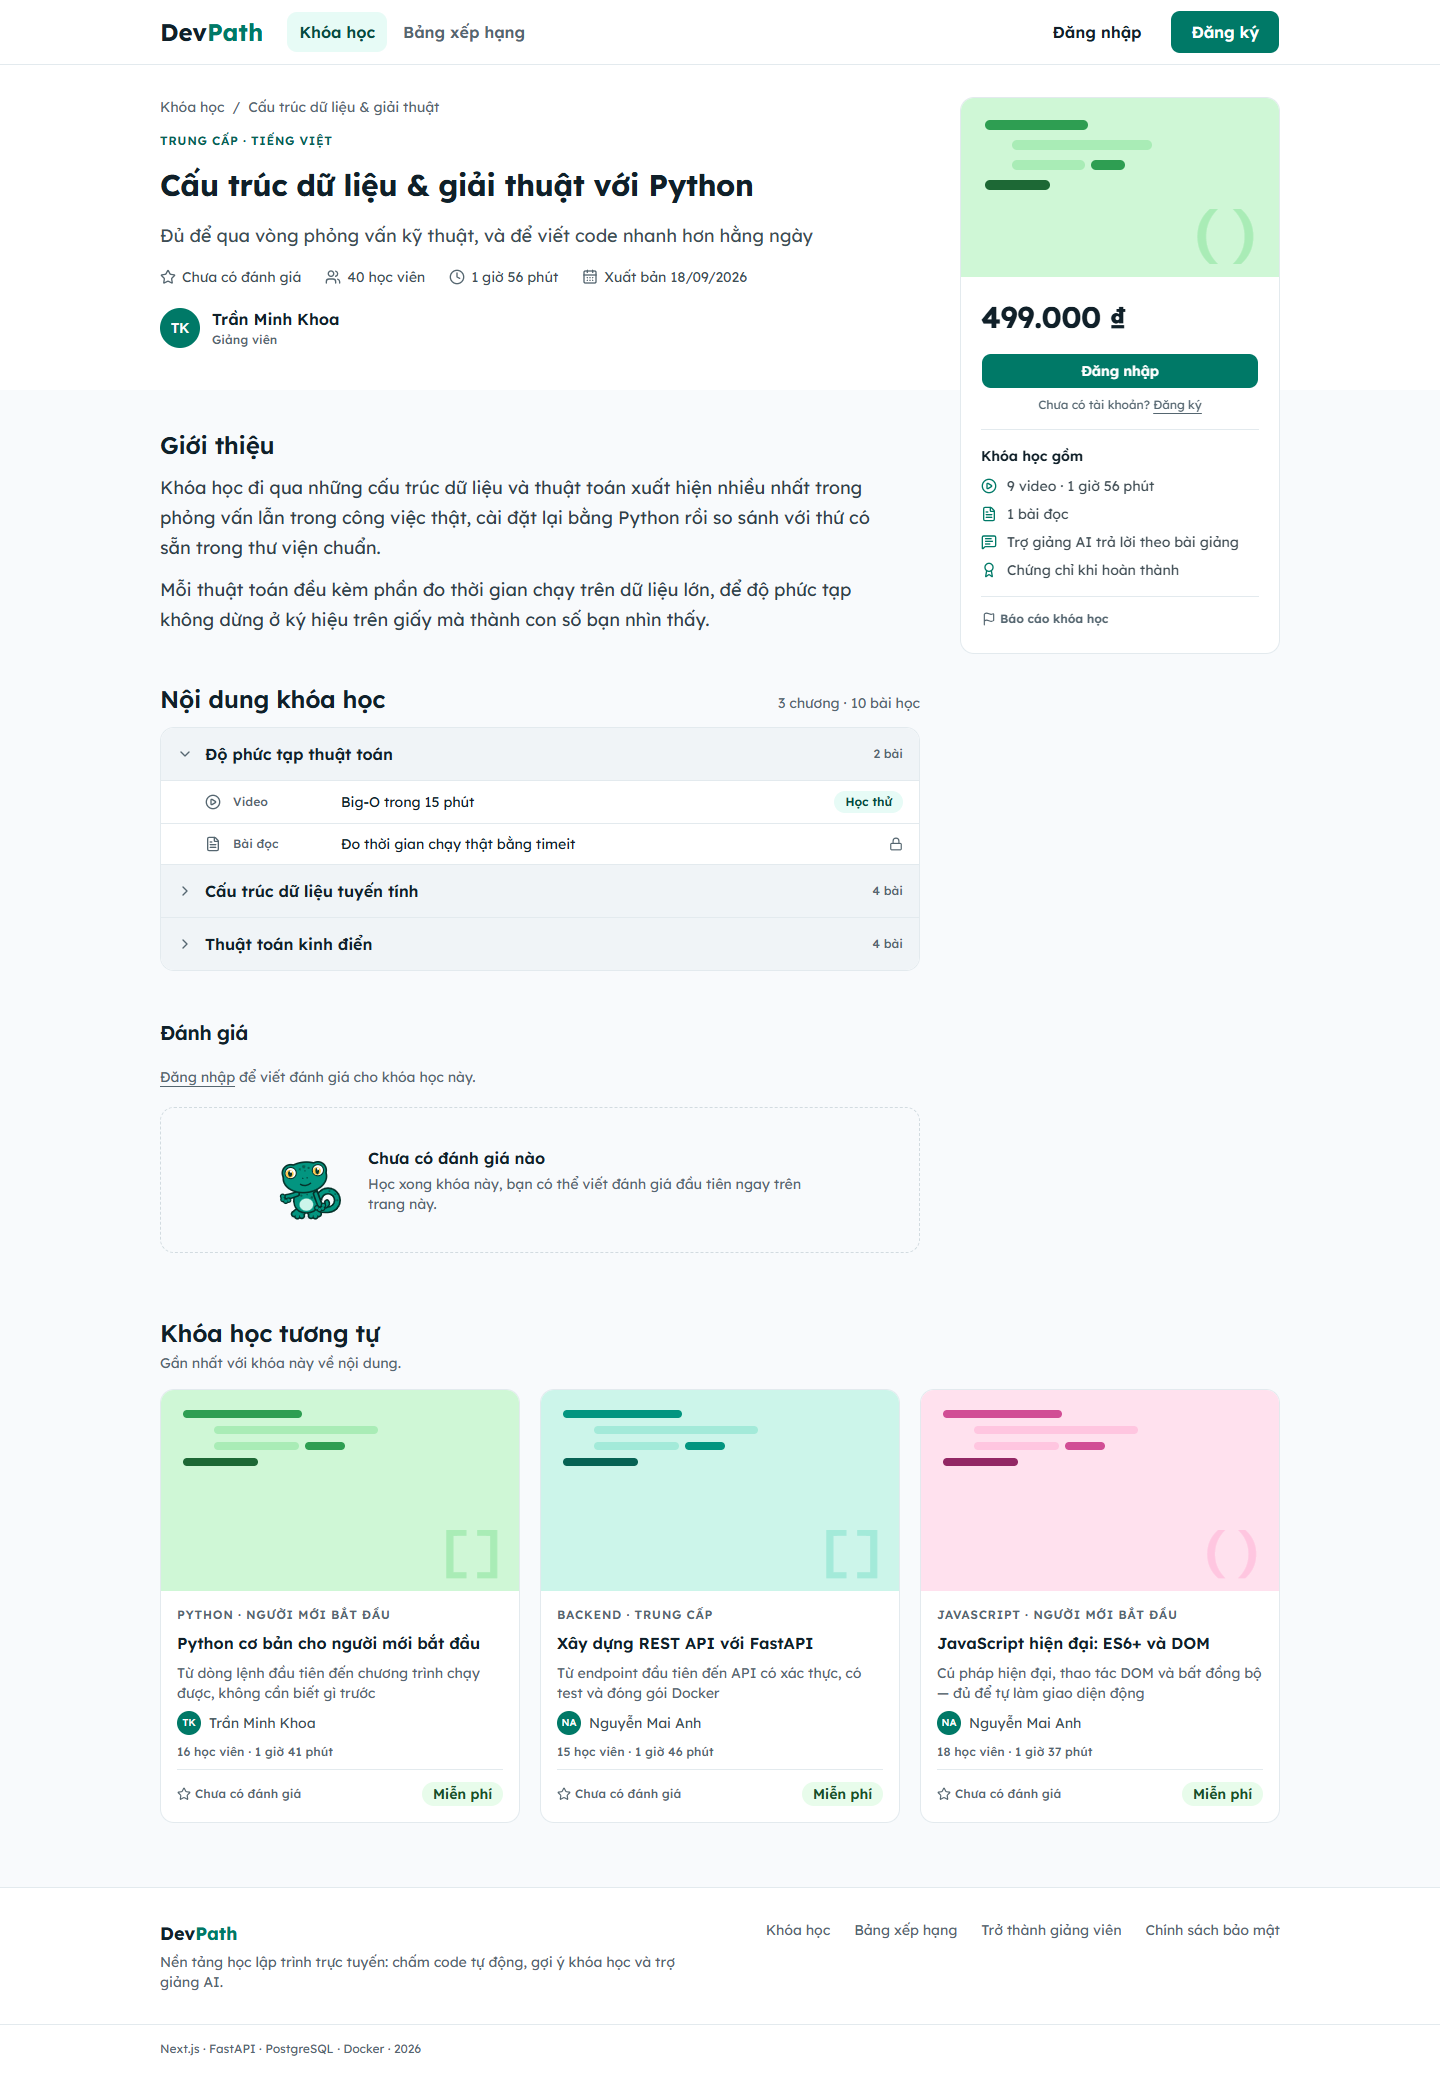 DevPath
Khóa học
Bảng xếp hạng
Đăng nhập
Đăng ký
Khóa học / Cấu trúc dữ liệu & giải thuật
TRUNG CẤP · TIẾNG VIỆT
Cấu trúc dữ liệu & giải thuật với Python
Đủ để qua vòng phỏng vấn kỹ thuật, và để viết code nhanh hơn hằng ngày
Chưa có đánh giá
40 học viên
1 giờ 56 phút
Xuất bản 18/09/2026
TK
Trần Minh Khoa
Giảng viên
( )
499.000 ₫
Đăng nhập
Chưa có tài khoản? Đăng ký
Khóa học gồm
9 video · 1 giờ 56 phút
1 bài đọc
Trợ giảng AI trả lời theo bài giảng
Chứng chỉ khi hoàn thành
Báo cáo khóa học
Giới thiệu
Khóa học đi qua những cấu trúc dữ liệu và thuật toán xuất hiện nhiều nhất trong
phỏng vấn lẫn trong công việc thật, cài đặt lại bằng Python rồi so sánh với thứ có
sẵn trong thư viện chuẩn.
Mỗi thuật toán đều kèm phần đo thời gian chạy trên dữ liệu lớn, để độ phức tạp
không dừng ở ký hiệu trên giấy mà thành con số bạn nhìn thấy.
Nội dung khóa học
3 chương · 10 bài học
Độ phức tạp thuật toán
2 bài
Video
Big-O trong 15 phút
Học thử
Bài đọc
Đo thời gian chạy thật bằng timeit
Cấu trúc dữ liệu tuyến tính
4 bài
Thuật toán kinh điển
4 bài
Đánh giá
Đăng nhập để viết đánh giá cho khóa học này.
Chưa có đánh giá nào
Học xong khóa này, bạn có thể viết đánh giá đầu tiên ngay trên
trang này.
Khóa học tương tự
Gần nhất với khóa này về nội dung.
[ ]
PYTHON · NGƯỜI MỚI BẮT ĐẦU
Python cơ bản cho người mới bắt đầu
Từ dòng lệnh đầu tiên đến chương trình chạy
được, không cần biết gì trước
TK
Trần Minh Khoa
16 học viên · 1 giờ 41 phút
Chưa có đánh giá
Miễn phí
[ ]
BACKEND · TRUNG CẤP
Xây dựng REST API với FastAPI
Từ endpoint đầu tiên đến API có xác thực, có
test và đóng gói Docker
NA
Nguyễn Mai Anh
15 học viên · 1 giờ 46 phút
Chưa có đánh giá
Miễn phí
( )
JAVASCRIPT · NGƯỜI MỚI BẮT ĐẦU
JavaScript hiện đại: ES6+ và DOM
Cú pháp hiện đại, thao tác DOM và bất đồng bộ
— đủ để tự làm giao diện động
NA
Nguyễn Mai Anh
18 học viên · 1 giờ 37 phút
Chưa có đánh giá
Miễn phí
DevPath
Nền tảng học lập trình trực tuyến: chấm code tự động, gợi ý khóa học và trợ
giảng AI.
Khóa học
Bảng xếp hạng
Trở thành giảng viên
Chính sách bảo mật
Next.js · FastAPI · PostgreSQL · Docker · 2026